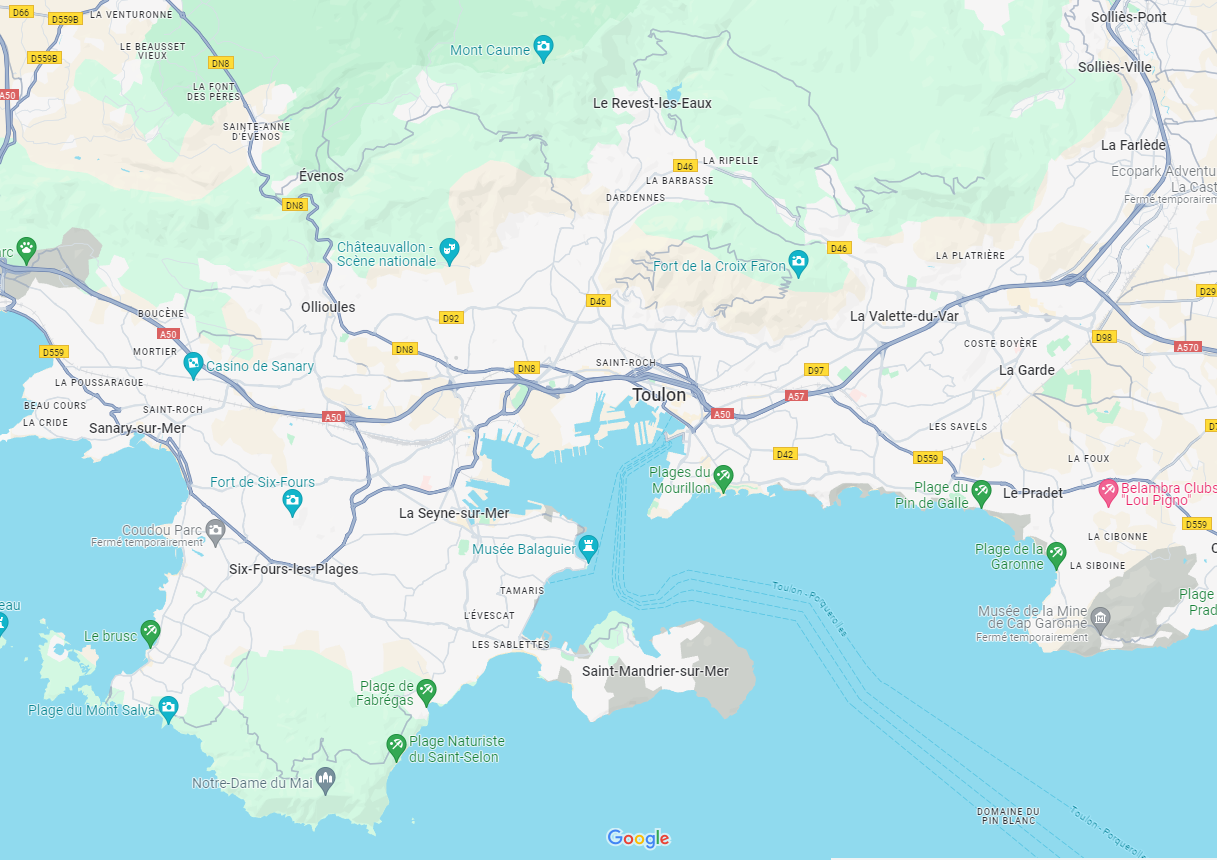 D66
D559B
LA VENTURONNE
Solliès-Pont
LE BEAUSSET
VIEUX
Mont Caume
D559B
DN8
Solliès-Ville
LA FONT
DES PÈRES
A50
Le Revest-les-Eaux
SAINTE-ANNE
D'ÉVENOS
La Farlède
D46
LA RIPELLE
Évenos
LA BARBASSE
Ecopark Adventu
La Cast
Fermé temporairem
DARDENNES
DN8
Châteauvallon -
Scène nationale
rc
D46
LA PLATRIÈRE
Fort de la Croix Faron
D29
D46
Ollioules
BOUCÈNE
D92
La Valette-du-Var
A50
D98
COSTE BOYÈRE
A570
D559
MORTIER
DN8
SAINT-ROCH
Casino de Sanary
DN8
D97
La Garde
LA POUSSARAGUE
Toulon
A57
BEAU COURS
SAINT-ROCH
A50
A50
LA CRIDE
Sanary-sur-Mer
LES SAVELS
D7
D42
D559
LA FOUX
Plages du
Mourillon
Fort de Six-Fours
Plage du
Pin de Galle
Le Pradet
Belambra Clubs
"Lou Pigno"
La Seyne-sur-Mer
D559
Coudou Parc
Fermé temporairement
LA CIBONNE
Musée Balaguier
Plage de la
Garonne
Six-Fours-les-Plages
LA SIBOINE
TAMARIS
Toulon - Porquerolles
Plage
Prad
eau
L'ÉVESCAT
Musée de la Mine
de Cap Garonne
Fermé temporairement
Le brusc
LES SABLETTES
Saint-Mandrier-sur-Mer
Plage de
Fabrégas
Plage du Mont Salva
Plage Naturiste
du Saint-Selon
Notre-Dame du Mai
DOMAINE DU
PIN BLANC
Toulon - Porquerolles
Google